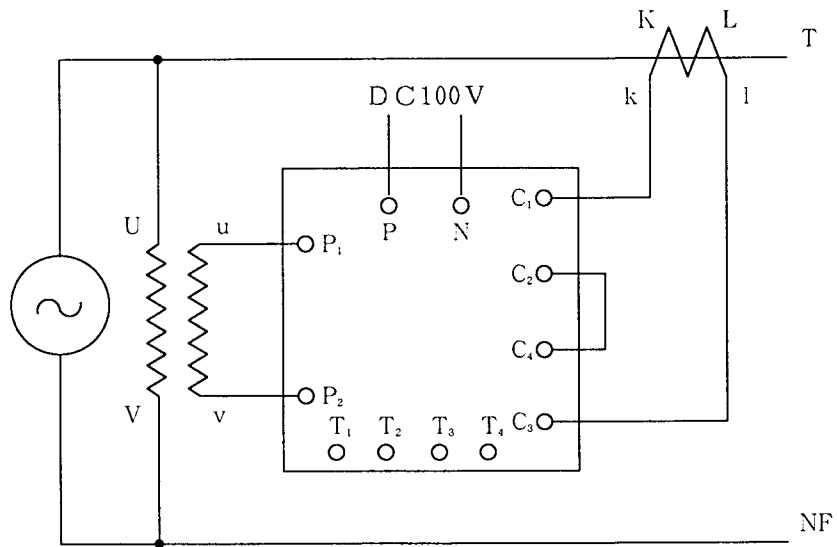 K L T
k l
DC100V
C₁
P N
U u
P₁
C₂
C₄
V v
P₂
T₁ T₂ T₃ T₄
C₃
NF